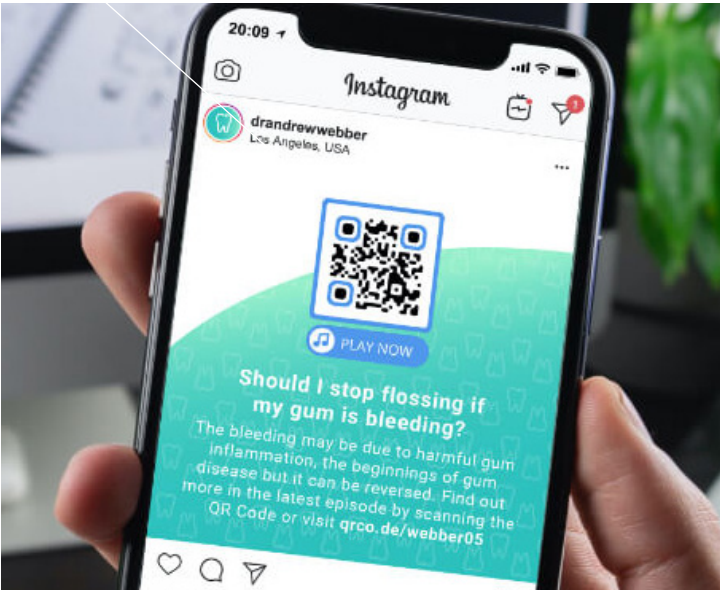 20:09
Instagram
1
drandrewwebber
Los Angeles, USA
PLAY NOW
Should I stop flossing if
my gum is bleeding?
The bleeding may be due to harmful gum
inflammation, the beginnings of gum
disease but it can be reversed. Find out
more in the latest episode by scanning the
QR Code or visit qrco.de/webber05